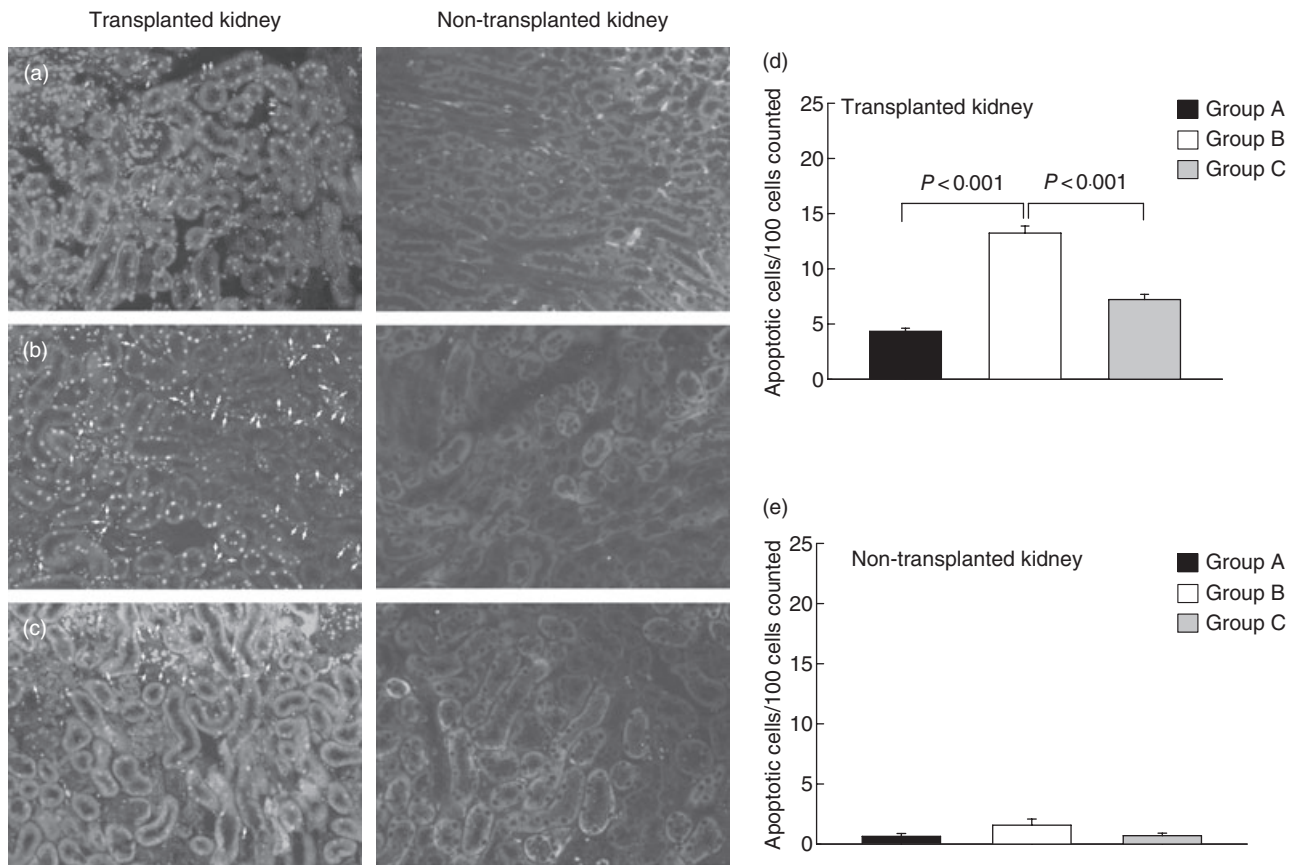 Transplanted kidney
Non-transplanted kidney
(a)
(b)
(c)
(d)
Apoptotic cells/100 cells counted
25
20
15
10
5
0
Transplanted kidney
Group A
Group B
Group C
P < 0·001
P < 0·001
(e)
Apoptotic cells/100 cells counted
25
20
15
10
5
0
Non-transplanted kidney
Group A
Group B
Group C